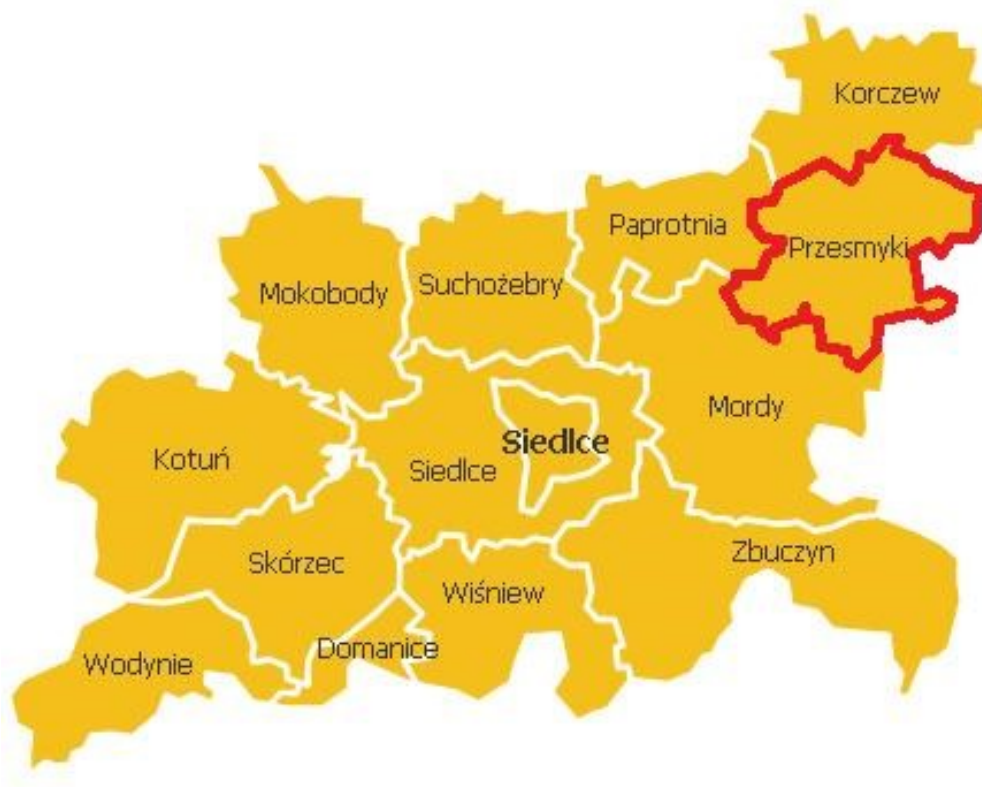 Korczew
Paprotnia
Przesmyki
Mokobody
Suchożebry
Mordy
Kotuń
Siedlce
Siedlce
Skórzec
Zbuczyn
Wiśniew
Domanice
Wodynie